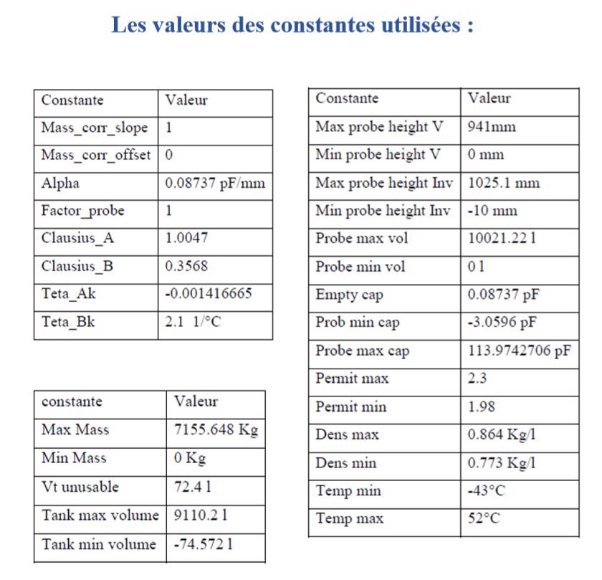 Les valeurs des constantes utilisées :
Constante Valeur
Mass_corr_slope 1
Mass_corr_offset 0
Alpha 0.08737 pF/mm
Factor_probe 1
Clausius_A 1.0047
Clausius_B 0.3568
Teta_Ak -0.001416665
Teta_Bk 2.1 1/°C
constante Valeur
Max Mass 7155.648 Kg
Min Mass 0 Kg
Vt unusable 72.4 l
Tank max volume 9110.2 l
Tank min volume -74.572 l
Constante Valeur
Max probe height V 941mm
Min probe height V 0 mm
Max probe height Inv 1025.1 mm
Min probe height Inv -10 mm
Probe max vol 10021.22 l
Probe min vol 0 l
Empty cap 0.08737 pF
Prob min cap -3.0596 pF
Probe max cap 113.9742706 pF
Permit max 2.3
Permit min 1.98
Dens max 0.864 Kg/l
Dens min 0.773 Kg/l
Temp min -43°C
Temp max 52°C